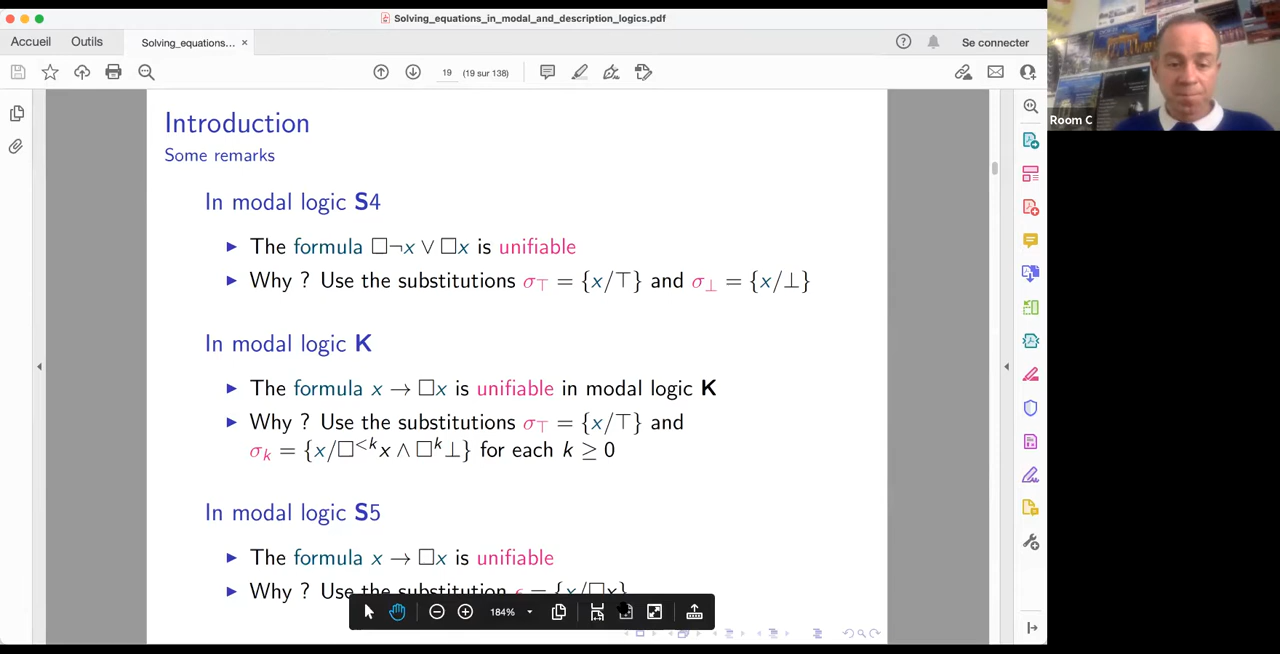 Solving_equations_in_modal_and_description_logics.pdf
Accueil Outils Solving_equations... × Se connecter
19 (19 sur 138)
Room C
Introduction
Some remarks
In modal logic S4
▶ The formula □¬x ∨ □x is unifiable
▶ Why ? Use the substitutions σ⊤ = {x/⊤} and σ⊥ = {x/⊥}
In modal logic K
▶ The formula x → □x is unifiable in modal logic K
▶ Why ? Use the substitutions σ⊤ = {x/⊤} and
σk = {x/□<kx ∧ □k⊥} for each k ≥ 0
In modal logic S5
▶ The formula x → □x is unifiable
▶ Why ? Use the substitution ϵ = {x/□x}
184%